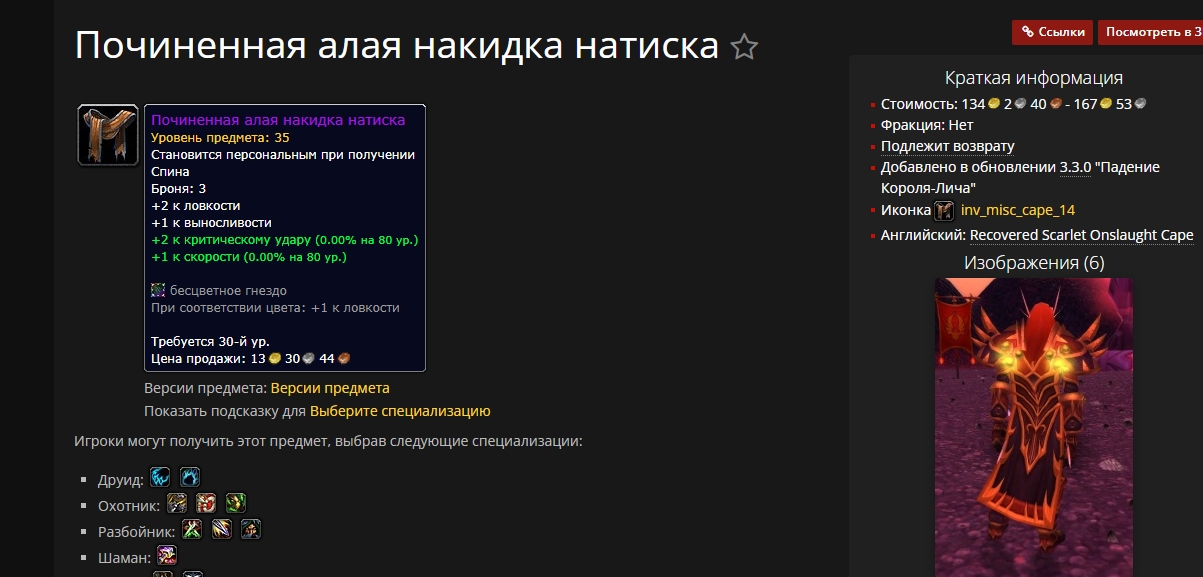 Починенная алая накидка натиска
Ссылки
Посмотреть в 3
Починенная алая накидка натиска
Уровень предмета: 35
Становится персональным при получении
Спина
Броня: 3
+2 к ловкости
+1 к выносливости
+2 к критическому удару (0.00% на 80 ур.)
+1 к скорости (0.00% на 80 ур.)
бесцветное гнездо
При соответствии цвета: +1 к ловкости
Требуется 30-й ур.
Цена продажи: 13 30 44
Версии предмета: Версии предмета
Показать подсказку для Выберите специализацию
Игроки могут получить этот предмет, выбрав следующие специализации:
Друид:
Охотник:
Разбойник:
Шаман:
Краткая информация
Стоимость: 134 2 40 - 167 53
Фракция: Нет
Подлежит возврату
Добавлено в обновлении 3.3.0 "Падение
Короля-Лича"
Иконка inv_misc_cape_14
Английский: Recovered Scarlet Onslaught Cape
Изображения (6)